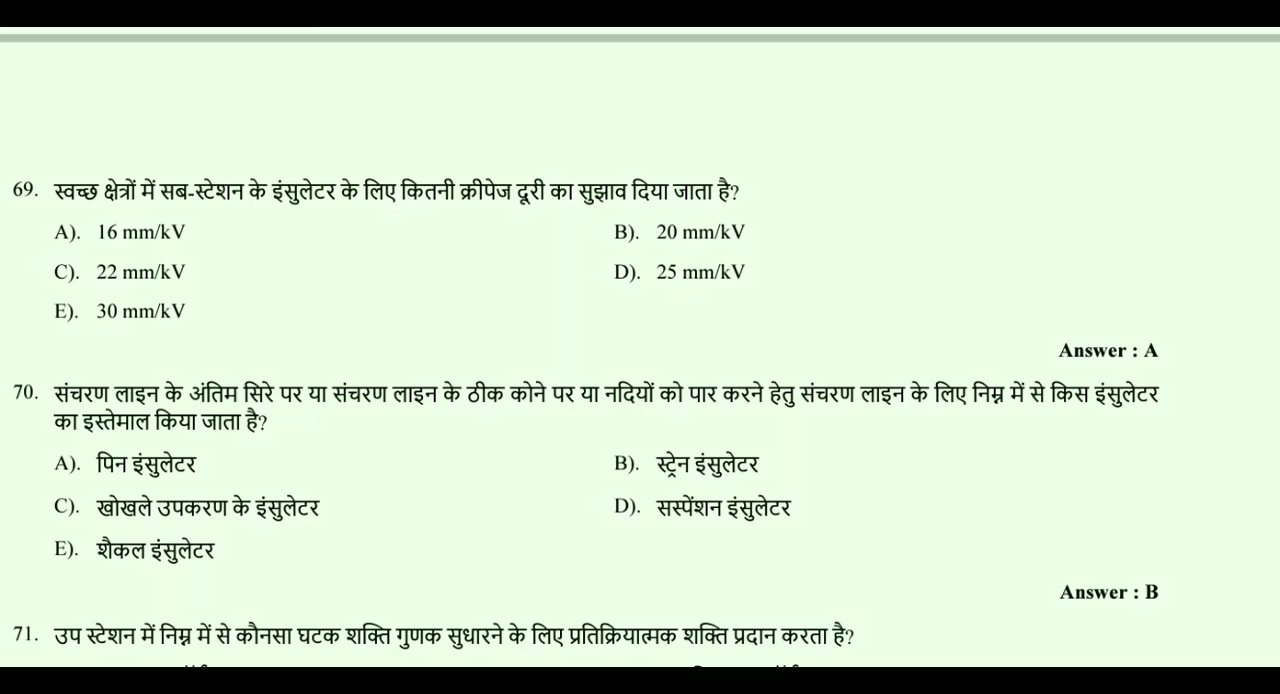 69. स्वच्छ क्षेत्रों में सब-स्टेशन के इंसुलेटर के लिए कितनी क्रीपेज दूरी का सुझाव दिया जाता है?
A). 16 mm/kV B). 20 mm/kV
C). 22 mm/kV D). 25 mm/kV
E). 30 mm/kV
Answer : A
70. संचरण लाइन के अंतिम सिरे पर या संचरण लाइन के ठीक कोने पर या नदियों को पार करने हेतु संचरण लाइन के लिए निम्न में से किस इंसुलेटर
का इस्तेमाल किया जाता है?
A). पिन इंसुलेटर B). स्ट्रेन इंसुलेटर
C). खोखले उपकरण के इंसुलेटर D). सस्पेंशन इंसुलेटर
E). शैकल इंसुलेटर
Answer : B
71. उप स्टेशन में निम्न में से कौनसा घटक शक्ति गुणक सुधारने के लिए प्रतिक्रियात्मक शक्ति प्रदान करता है?